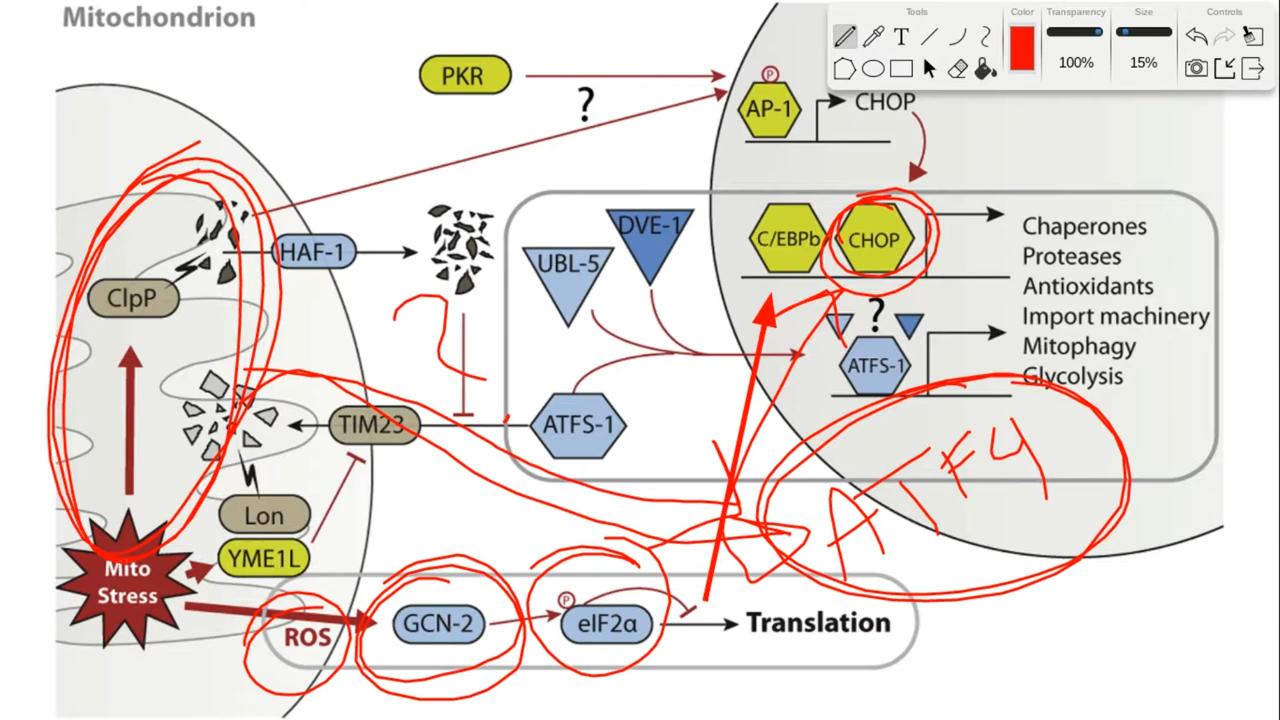 Mitochondrion
Tools
Color
Transparency
Size
Controls
T
100%
15%
PKR
?
P
AP-1
CHOP
HAF-1
UBL-5
DVE-1
C/EBPb
CHOP
Chaperones
Proteases
Antioxidants
Import machinery
Mitophagy
Glycolysis
ClpP
?
?
ATFS-1
TIM23
ATFS-1
ATF4
Lon
YME1L
Mito
Stress
ROS
GCN-2
P
eIF2α
Translation